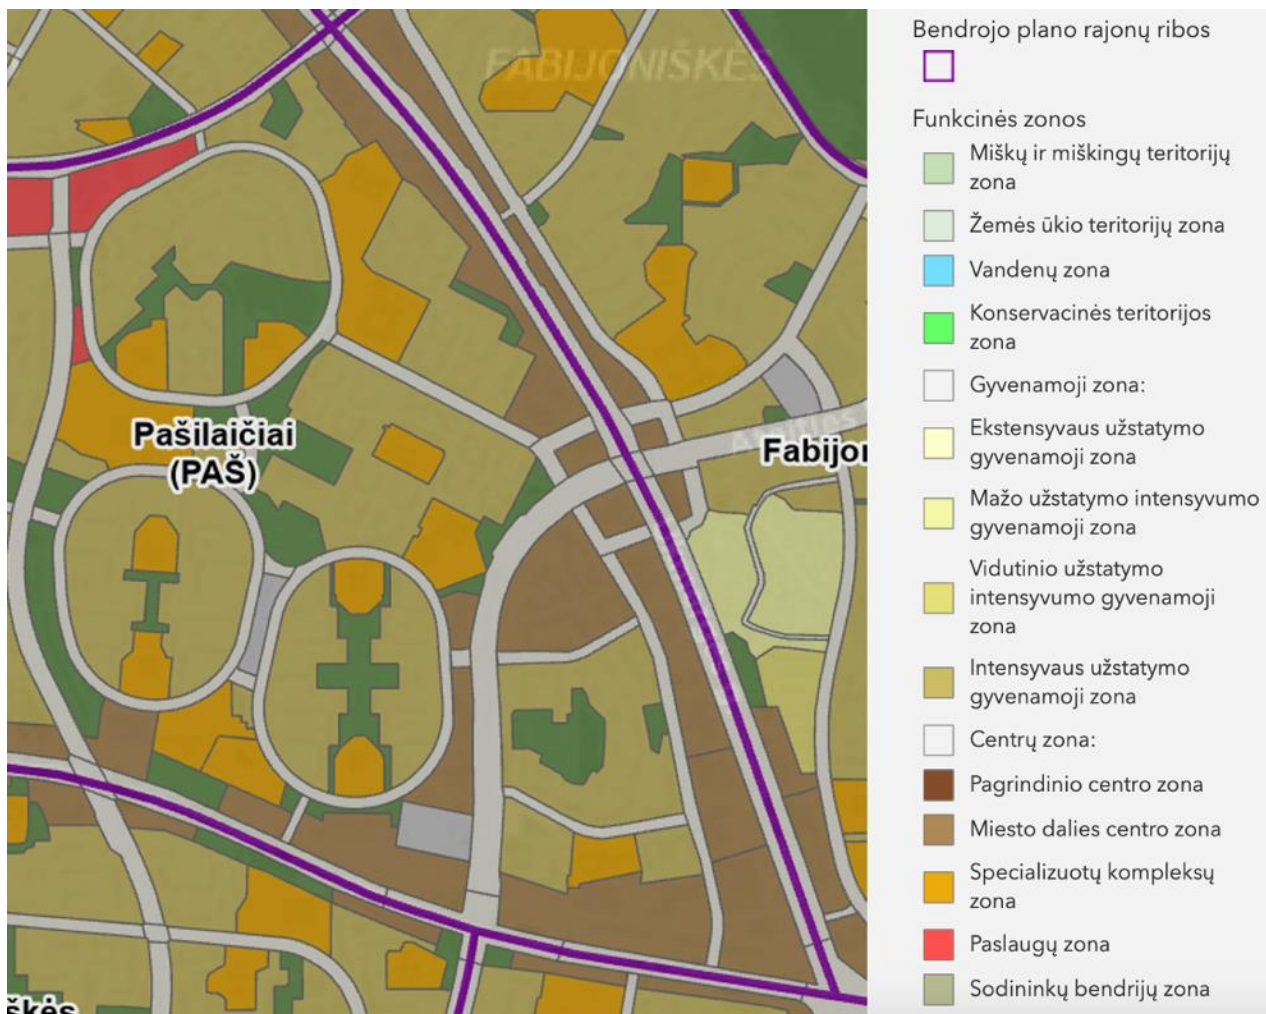 FABIJONIŠKĖS
Pašilaičiai
(PAŠ)
Fabijon
škės
Bendrojo plano rajonų ribos
Funkcinės zonos
Miškų ir miškingų teritorijų
zona
Žemės ūkio teritorijų zona
Vandenų zona
Konservacinės teritorijos
zona
Gyvenamoji zona:
Ekstensyvaus užstatymo
gyvenamoji zona
Mažo užstatymo intensyvumo
gyvenamoji zona
Vidutinio užstatymo
intensyvumo gyvenamoji
zona
Intensyvaus užstatymo
gyvenamoji zona
Centrų zona:
Pagrindinio centro zona
Miesto dalies centro zona
Specializuotų kompleksų
zona
Paslaugų zona
Sodininkų bendrijų zona